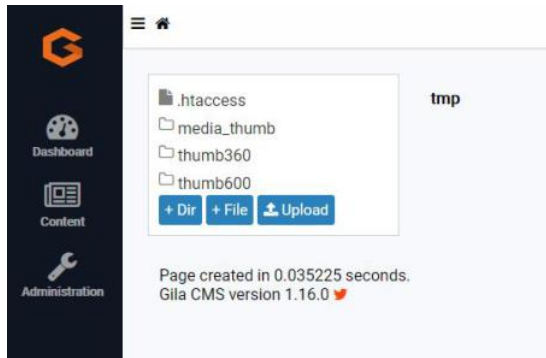 .htaccess
tmp
media_thumb
thumb360
thumb600
+ Dir + File Upload
Dashboard
Content
Administration
Page created in 0.035225 seconds.
Gila CMS version 1.16.0